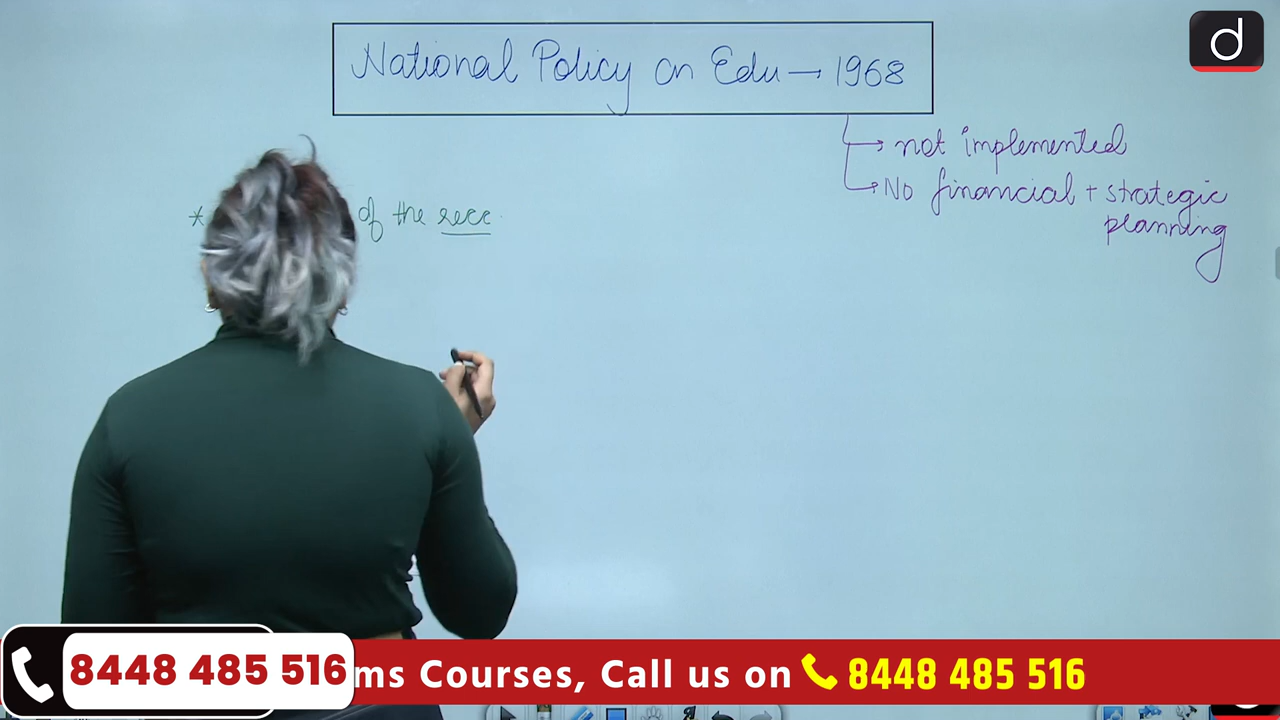 National Policy on Edu → 1968
→ not implemented
→ No financial + strategic
planning
* of the recc.
8448 485 516
ms Courses, Call us on 8448 485 516
d